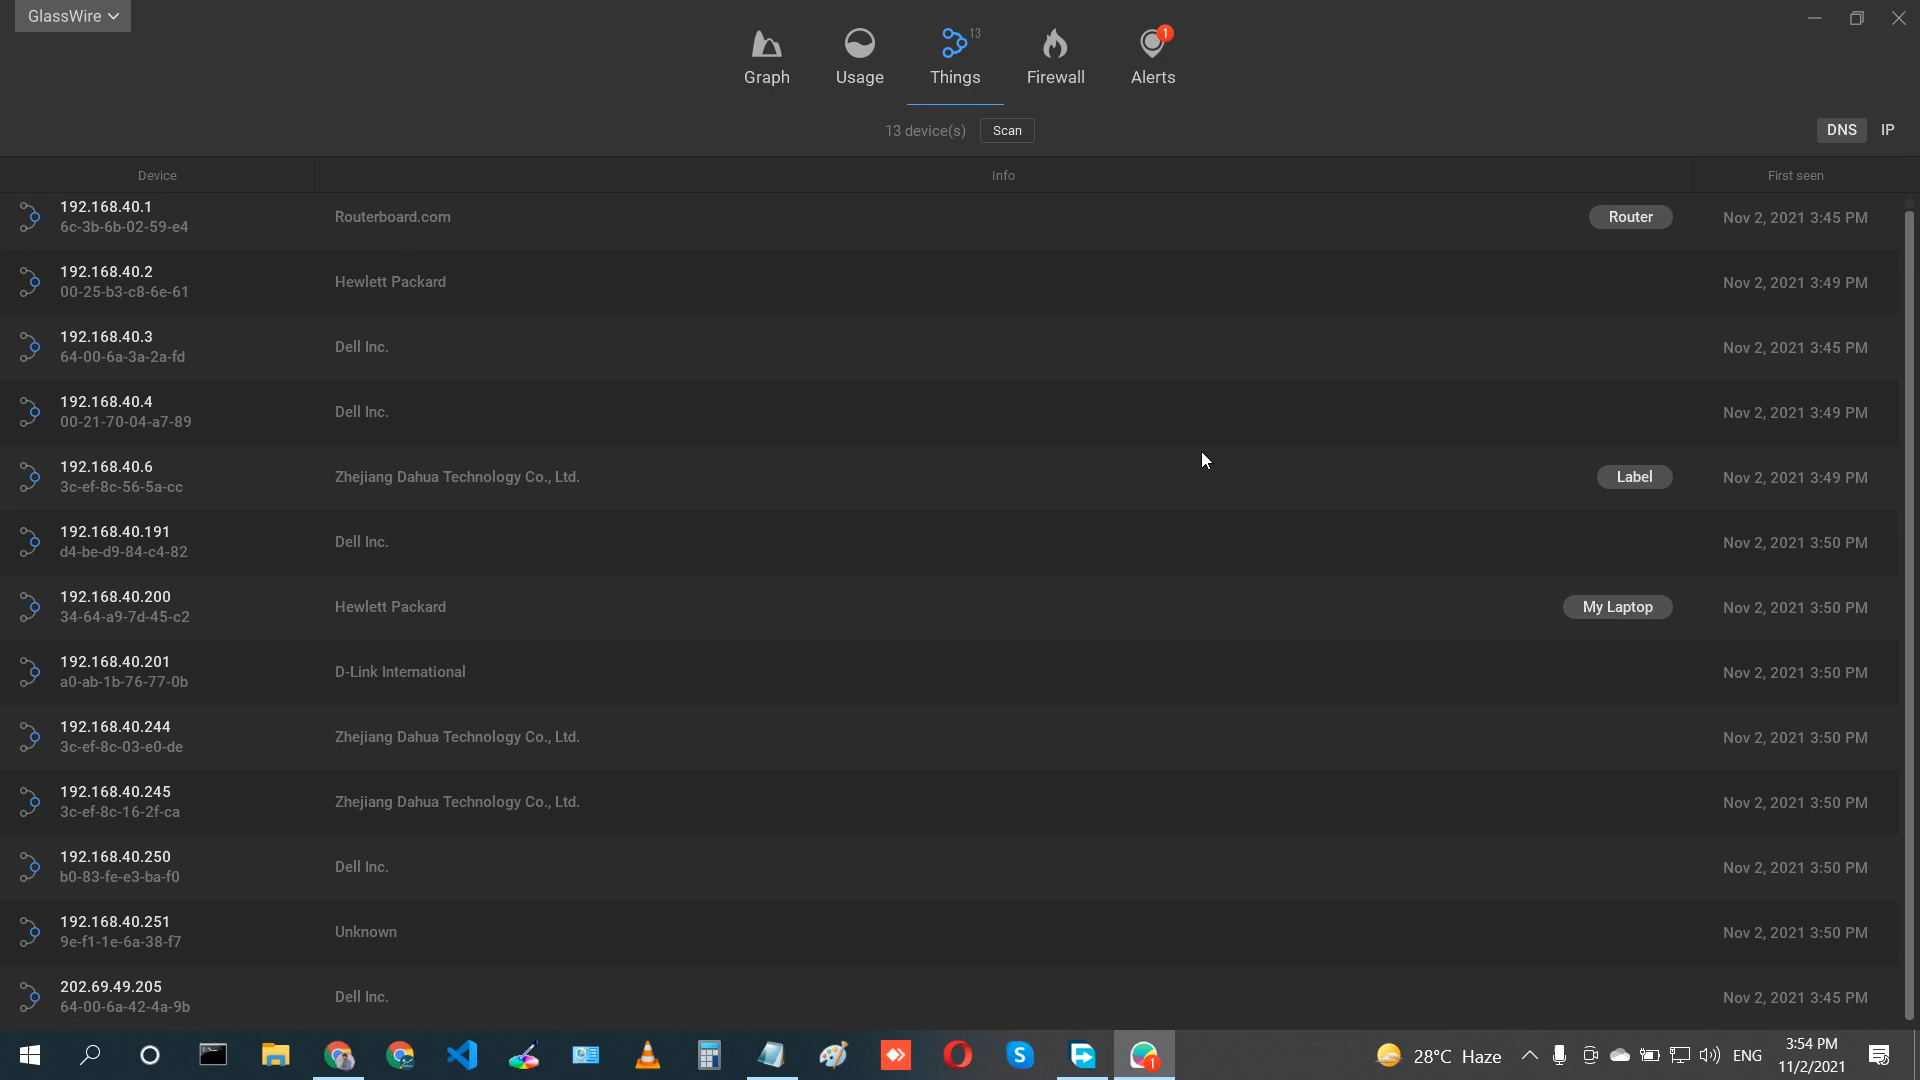 GlassWire
Graph
Usage
Things 13
Firewall
Alerts 1
13 device(s) Scan
DNS IP
Device Info First seen
192.168.40.1
6c-3b-6b-02-59-e4
Routerboard.com Router Nov 2, 2021 3:45 PM
192.168.40.2
00-25-b3-c8-6e-61
Hewlett Packard Nov 2, 2021 3:49 PM
192.168.40.3
64-00-6a-3a-2a-fd
Dell Inc. Nov 2, 2021 3:45 PM
192.168.40.4
00-21-70-04-a7-89
Dell Inc. Nov 2, 2021 3:49 PM
192.168.40.6
3c-ef-8c-56-5a-cc
Zhejiang Dahua Technology Co., Ltd. Label Nov 2, 2021 3:49 PM
192.168.40.191
d4-be-d9-84-c4-82
Dell Inc. Nov 2, 2021 3:50 PM
192.168.40.200
34-64-a9-7d-45-c2
Hewlett Packard My Laptop Nov 2, 2021 3:50 PM
192.168.40.201
a0-ab-1b-76-77-0b
D-Link International Nov 2, 2021 3:50 PM
192.168.40.244
3c-ef-8c-03-e0-de
Zhejiang Dahua Technology Co., Ltd. Nov 2, 2021 3:50 PM
192.168.40.245
3c-ef-8c-16-2f-ca
Zhejiang Dahua Technology Co., Ltd. Nov 2, 2021 3:50 PM
192.168.40.250
b0-83-fe-e3-ba-f0
Dell Inc. Nov 2, 2021 3:50 PM
192.168.40.251
9e-f1-1e-6a-38-f7
Unknown Nov 2, 2021 3:50 PM
202.69.49.205
64-00-6a-42-4a-9b
Dell Inc. Nov 2, 2021 3:45 PM
1
28°C Haze ENG
3:54 PM
11/2/2021